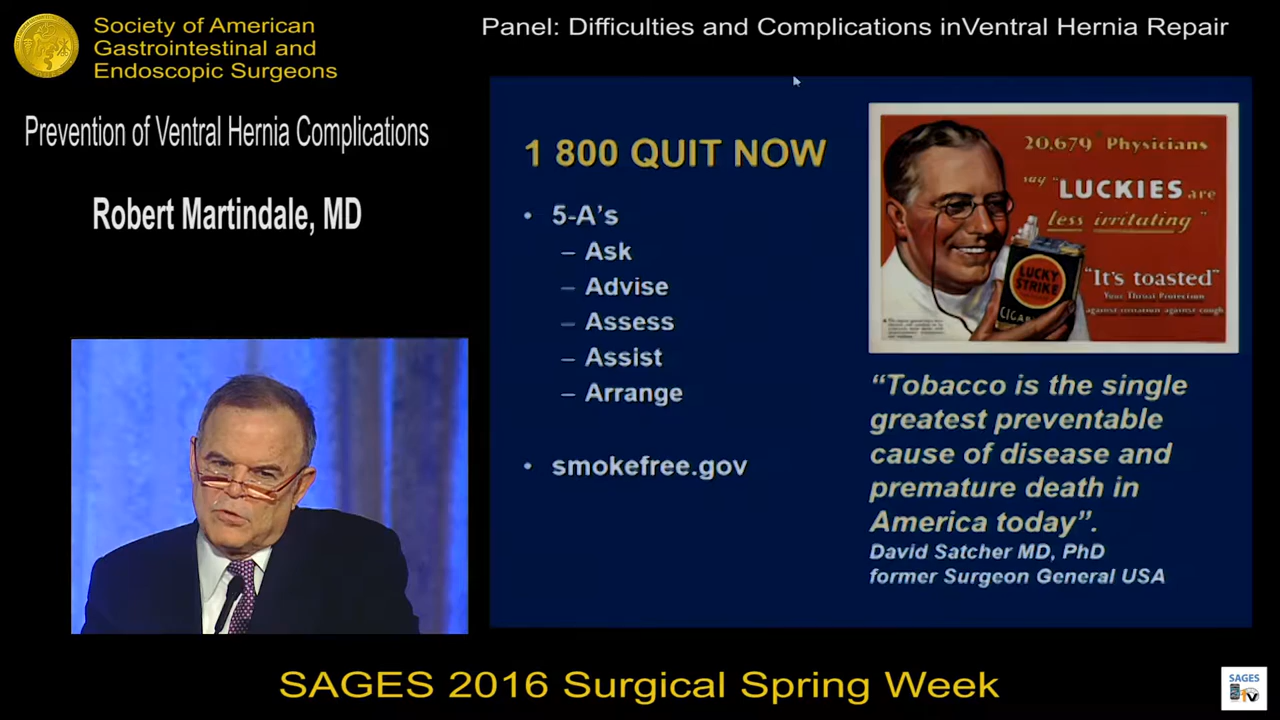 Society of American
Gastrointestinal and
Endoscopic Surgeons
Panel: Difficulties and Complications inVentral Hernia Repair
Prevention of Ventral Hernia Complications
Robert Martindale, MD
1 800 QUIT NOW
• 5-A's
– Ask
– Advise
– Assess
– Assist
– Arrange
• smokefree.gov
20,679 Physicians
say "LUCKIES are
less irritating"
"It's toasted"
Your Throat Protection
against irritation against cough
LUCKY
STRIKE
“Tobacco is the single
greatest preventable
cause of disease and
premature death in
America today”.
David Satcher MD, PhD
former Surgeon General USA
SAGES 2016 Surgical Spring Week
SAGES
TV